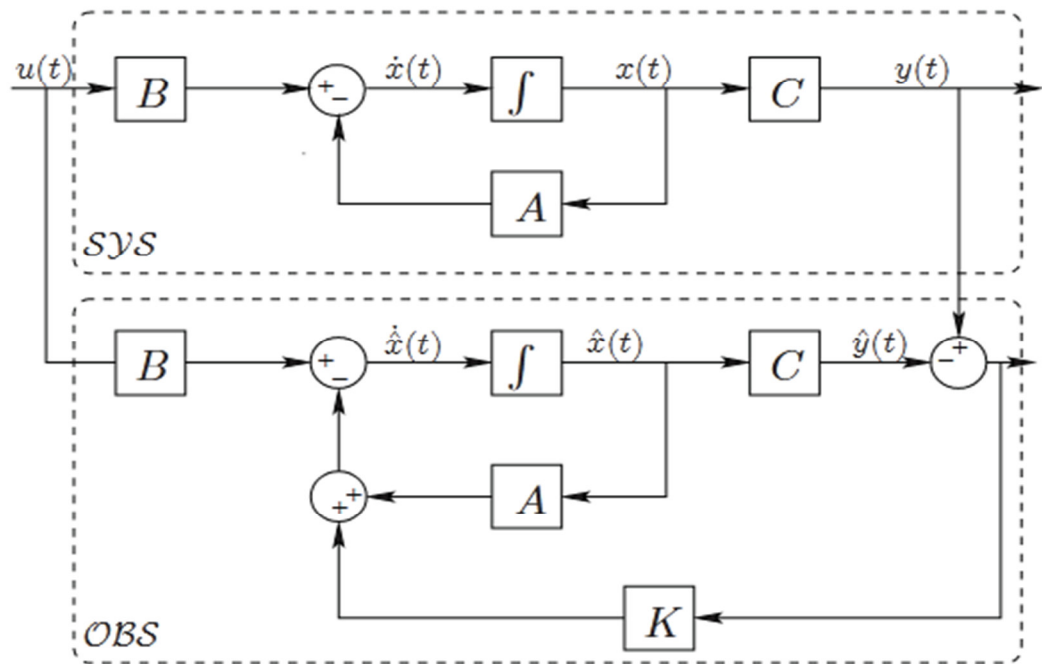 u(t)
B
+
−
ẋ(t)
∫
x(t)
C
y(t)
A
SYS
B
+
−
x̂̇(t)
∫
x̂(t)
C
ŷ(t)
−
+
+
+
A
K
OBS